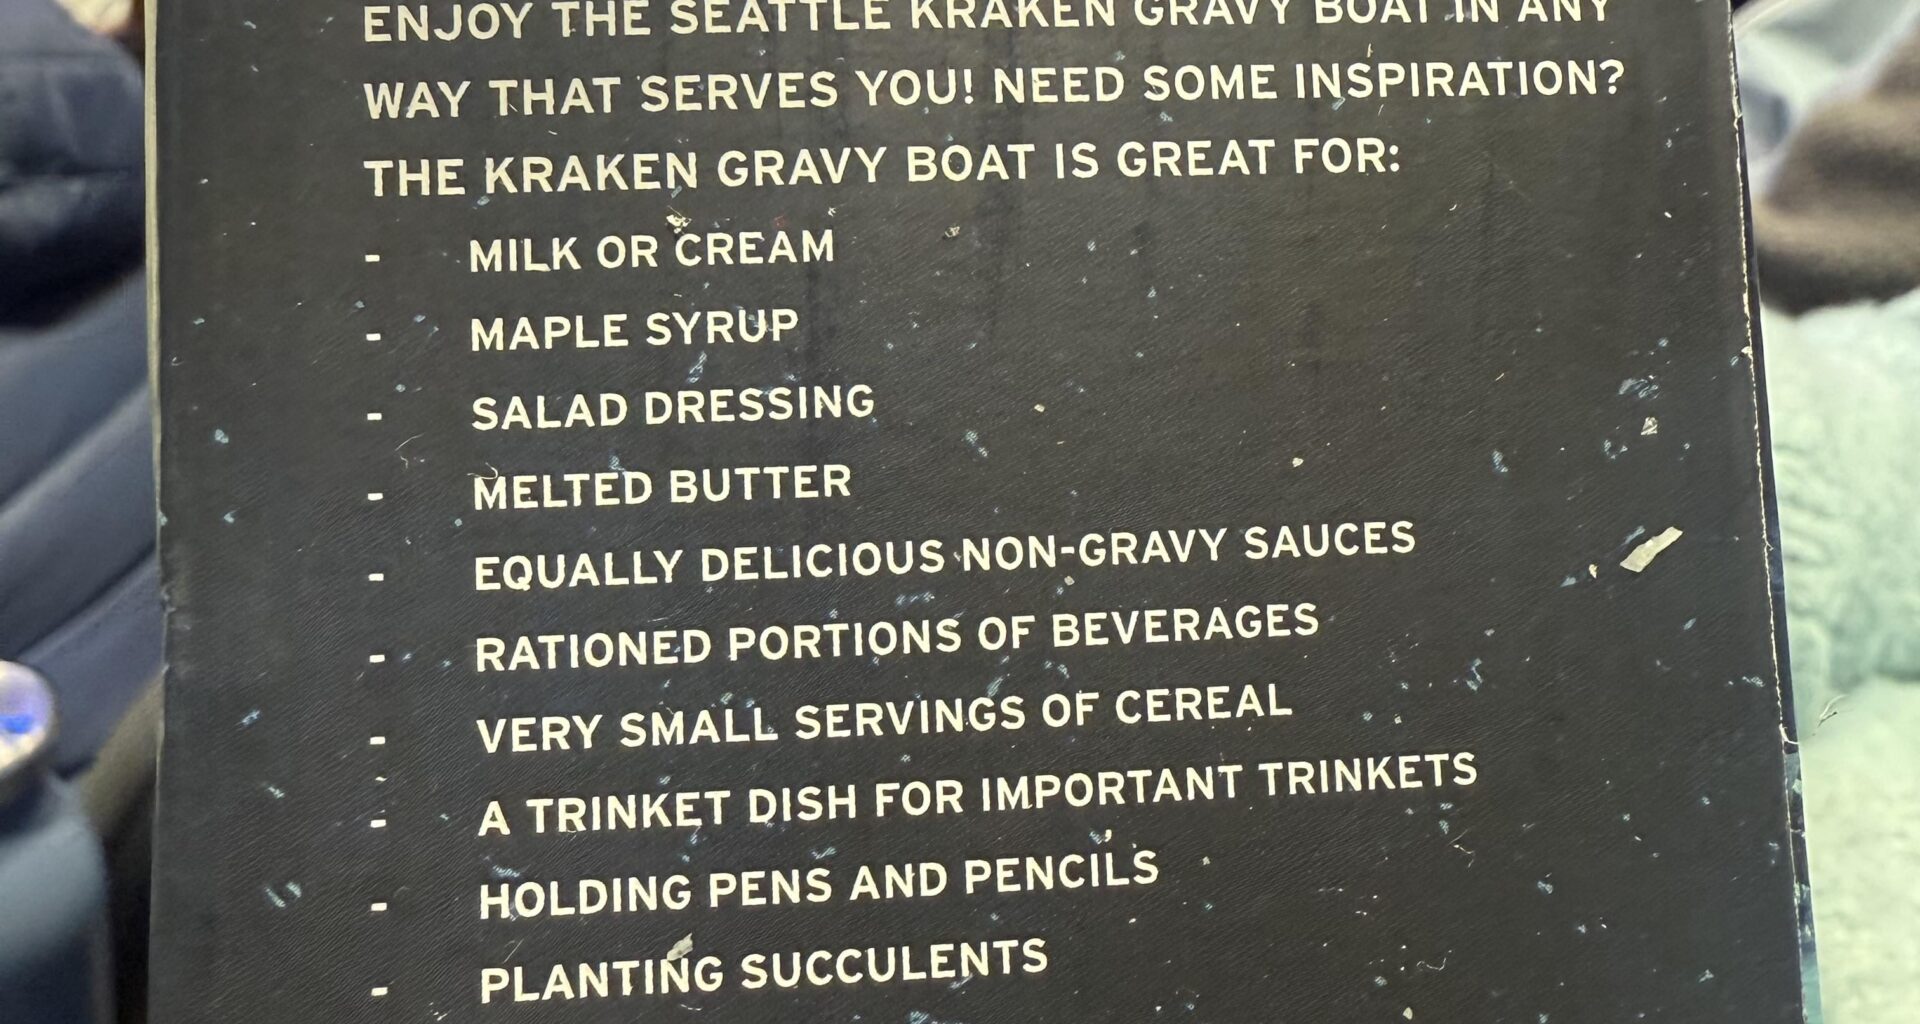 ENJOY THE SEATTLE KRAKEN GRAVY BOAT IN ANY
WAY THAT SERVES YOU! NEED SOME INSPIRATION?
THE KRAKEN GRAVY BOAT IS GREAT FOR:
- MILK OR CREAM
- MAPLE SYRUP
- SALAD DRESSING
- MELTED BUTTER
- EQUALLY DELICIOUS NON-GRAVY SAUCES
- RATIONED PORTIONS OF BEVERAGES
- VERY SMALL SERVINGS OF CEREAL
- A TRINKET DISH FOR IMPORTANT TRINKETS
- HOLDING PENS AND PENCILS
- PLANTING SUCCULENTS